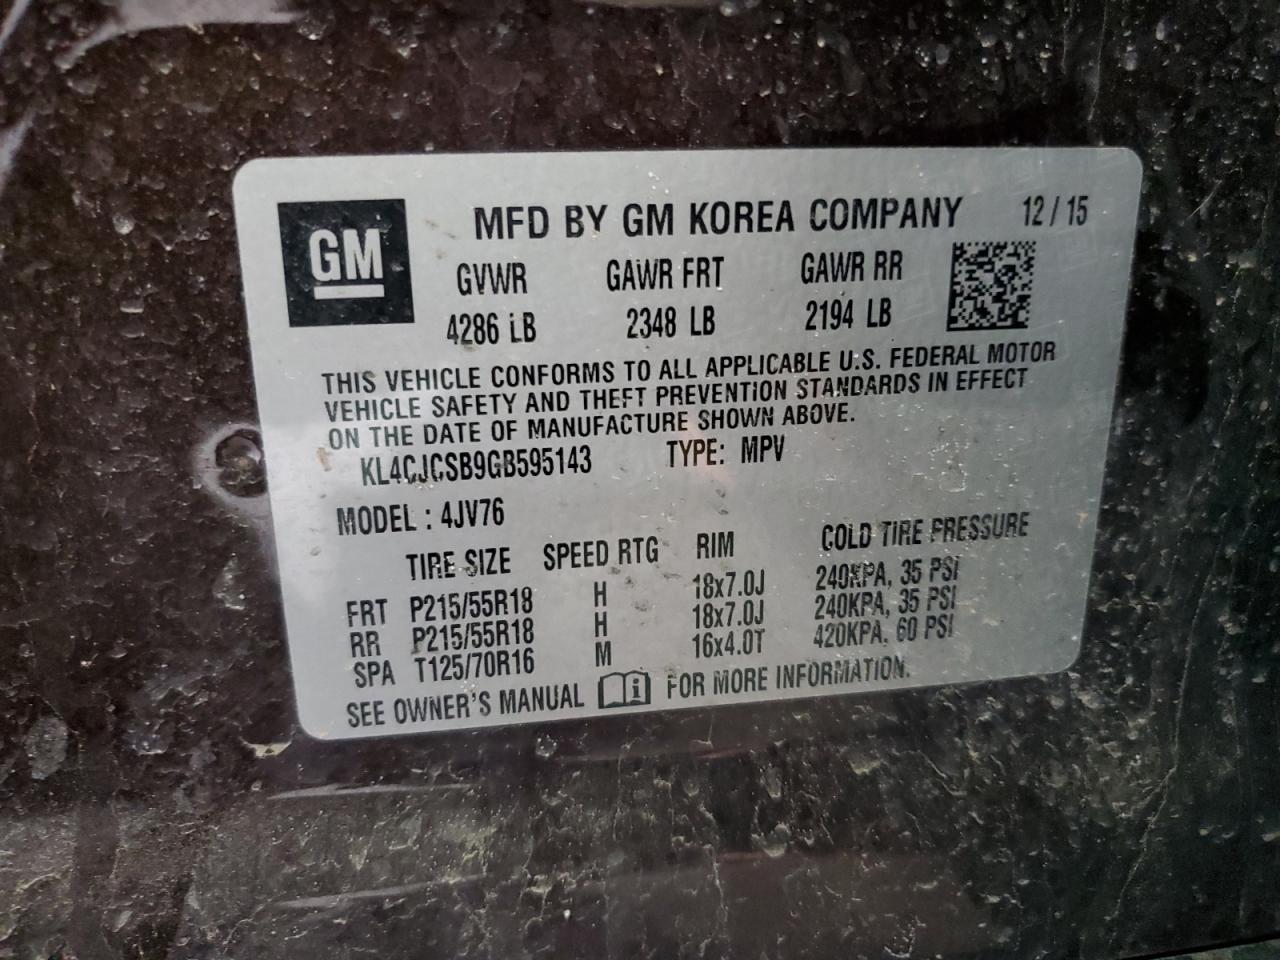 GM
MFD BY GM KOREA COMPANY 12/15
GVWR GAWR FRT GAWR RR
4286 LB 2348 LB 2194 LB
THIS VEHICLE CONFORMS TO ALL APPLICABLE U.S. FEDERAL MOTOR
VEHICLE SAFETY AND THEFT PREVENTION STANDARDS IN EFFECT
ON THE DATE OF MANUFACTURE SHOWN ABOVE.
KL4CJCSB9GB595143 TYPE: MPV
MODEL : 4JV76
TIRE SIZE SPEED RTG RIM COLD TIRE PRESSURE
FRT P215/55R18 H 18x7.0J 240KPA, 35 PSI
RR P215/55R18 H 18x7.0J 240KPA, 35 PSI
SPA T125/70R16 M 16x4.0T 420KPA, 60 PSI
SEE OWNER'S MANUAL i FOR MORE INFORMATION.